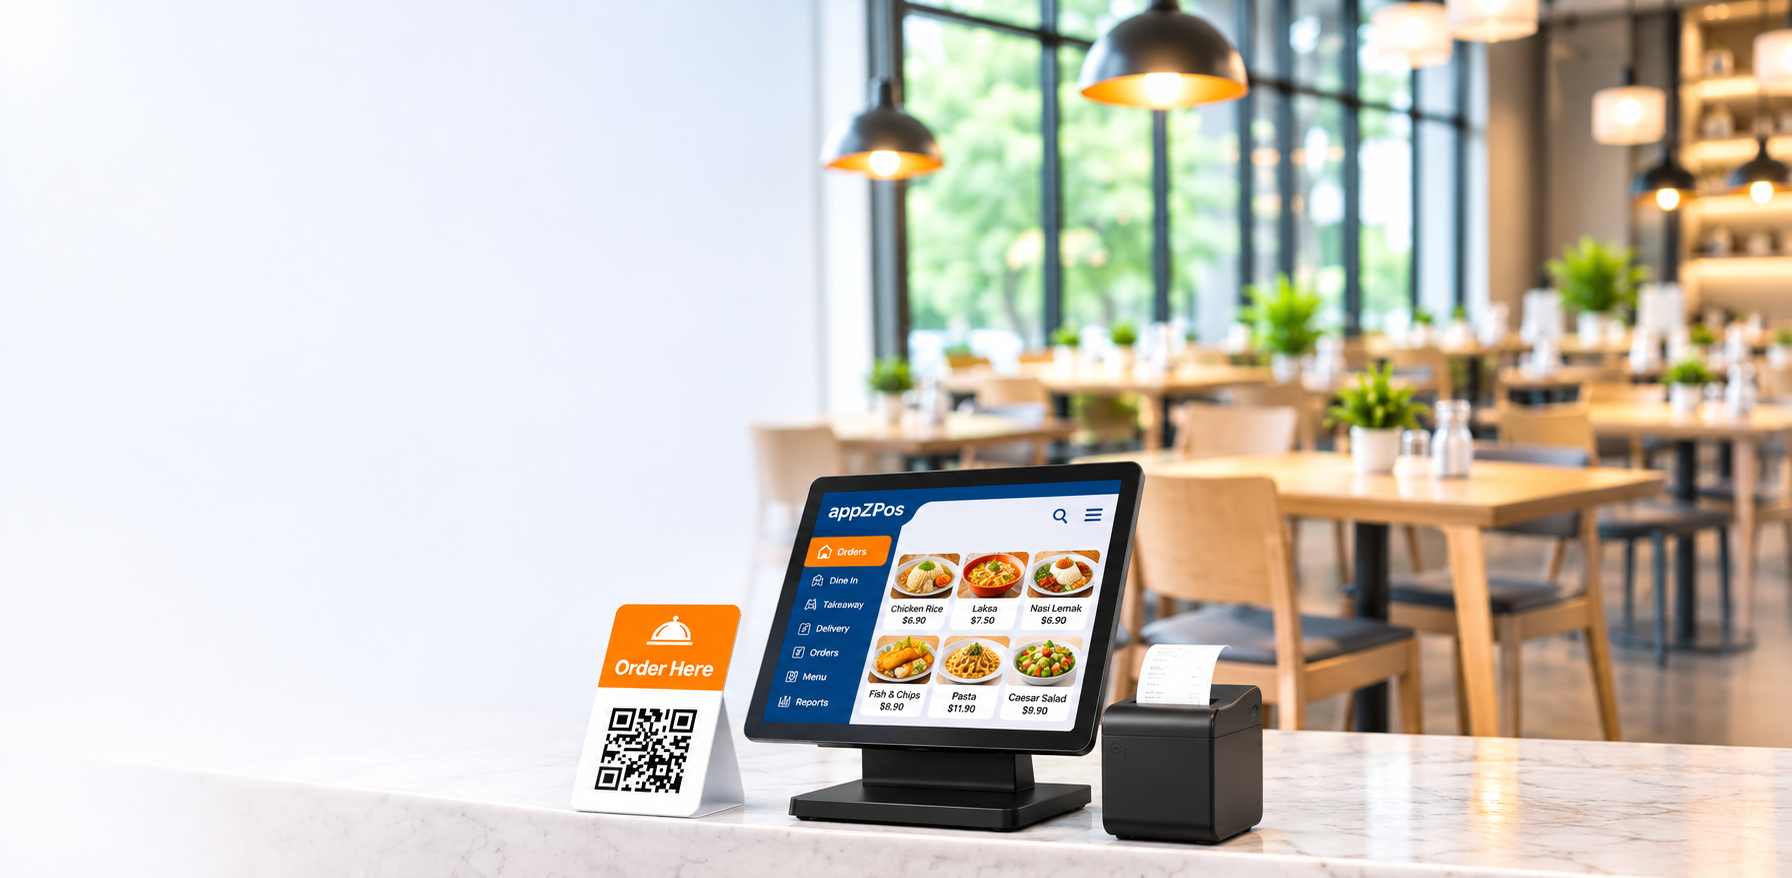 Order Here
appZPos
Orders
Dine In
Takeaway
Delivery
Orders
Menu
Reports
Chicken Rice
$6.90
Laksa
$7.50
Nasi Lemak
$6.90
Fish & Chips
$8.90
Pasta
$11.90
Caesar Salad
$9.90